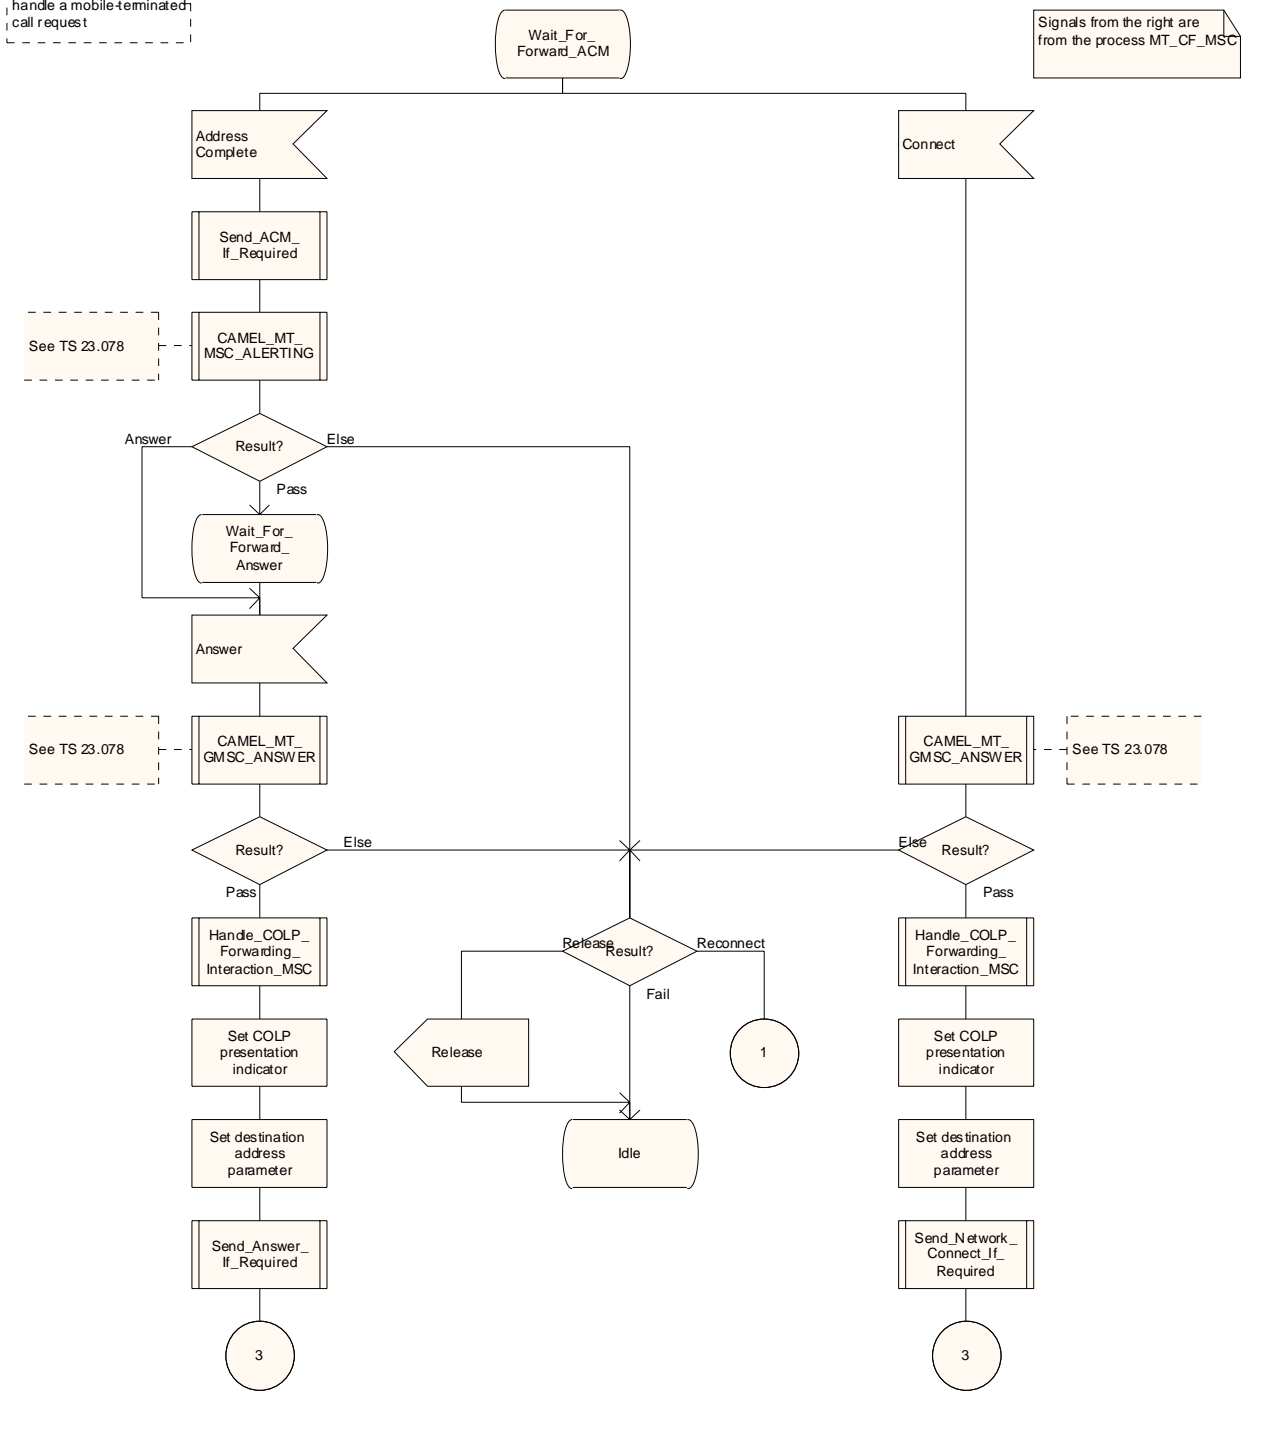 handle a mobile-terminated
call request
Wait_For_
Forward_ACM
Signals from the right are
from the process MT_CF_MSC
Address
Complete
Connect
Send_ACM_
If_Required
See TS 23.078
CAMEL_MT_
MSC_ALERTING
Answer
Result?
Else
Pass
Wait_For_
Forward_
Answer
Answer
See TS 23.078
CAMEL_MT_
GMSC_ANSWER
CAMEL_MT_
GMSC_ANSWER
See TS 23.078
Result?
Else
Else
Result?
Pass
Pass
Handle_COLP_
Forwarding_
Interaction_MSC
Release
Result?
Reconnect
Fail
Handle_COLP_
Forwarding_
Interaction_MSC
Set COLP
presentation
indicator
Release
1
Set COLP
presentation
indicator
Set destination
address
parameter
Idle
Set destination
address
parameter
Send_Answer_
If_Required
Send_Network_
Connect_If_
Required
3
3